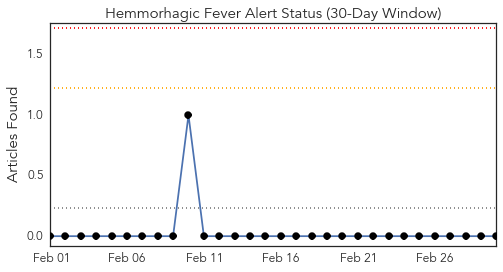 Hemmorhagic Fever Alert Status (30-Day Window)
Articles Found
1.5
1.0
0.5
0.0
Feb 01 Feb 06 Feb 11 Feb 16 Feb 21 Feb 26